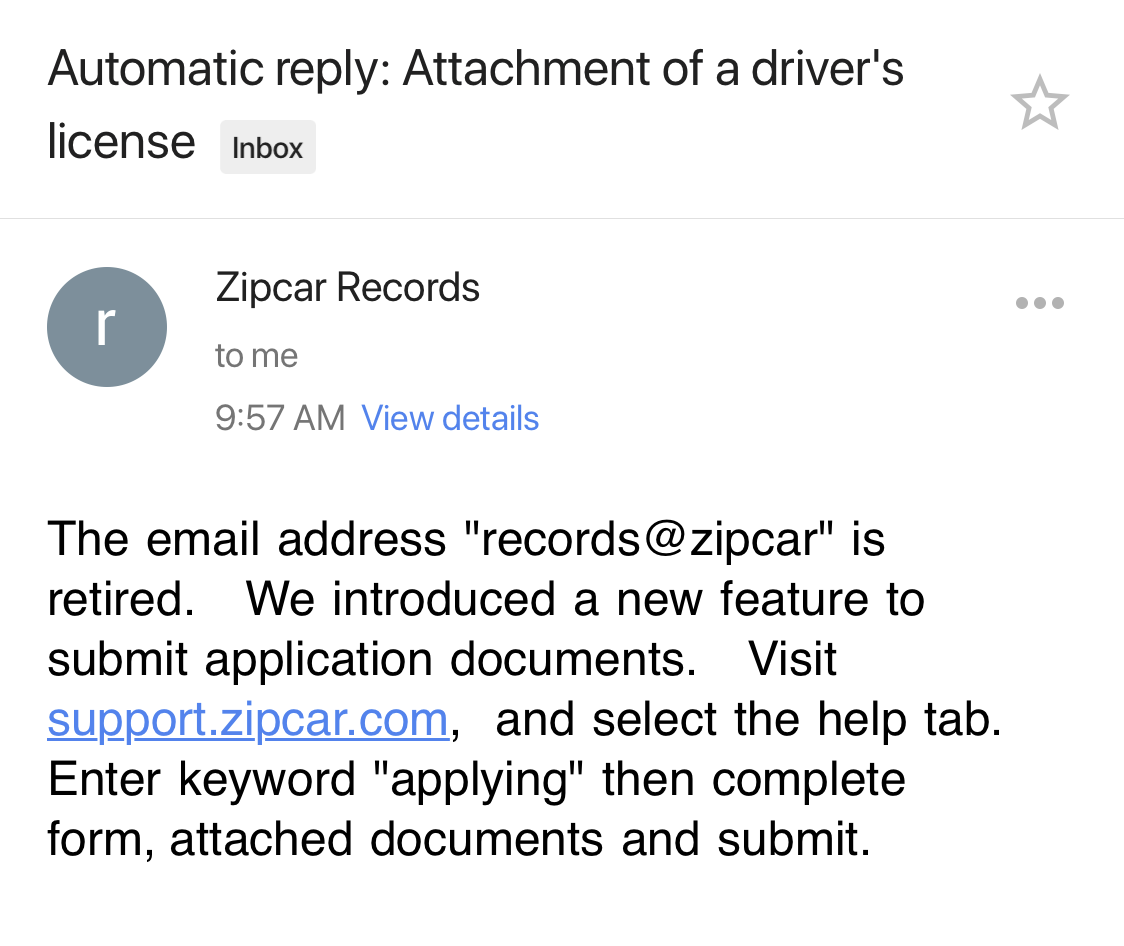 Automatic reply: Attachment of a driver's
license Inbox
r
Zipcar Records
to me
9:57 AM View details
The email address "records@zipcar" is
retired. We introduced a new feature to
submit application documents. Visit
support.zipcar.com, and select the help tab.
Enter keyword "applying" then complete
form, attached documents and submit.